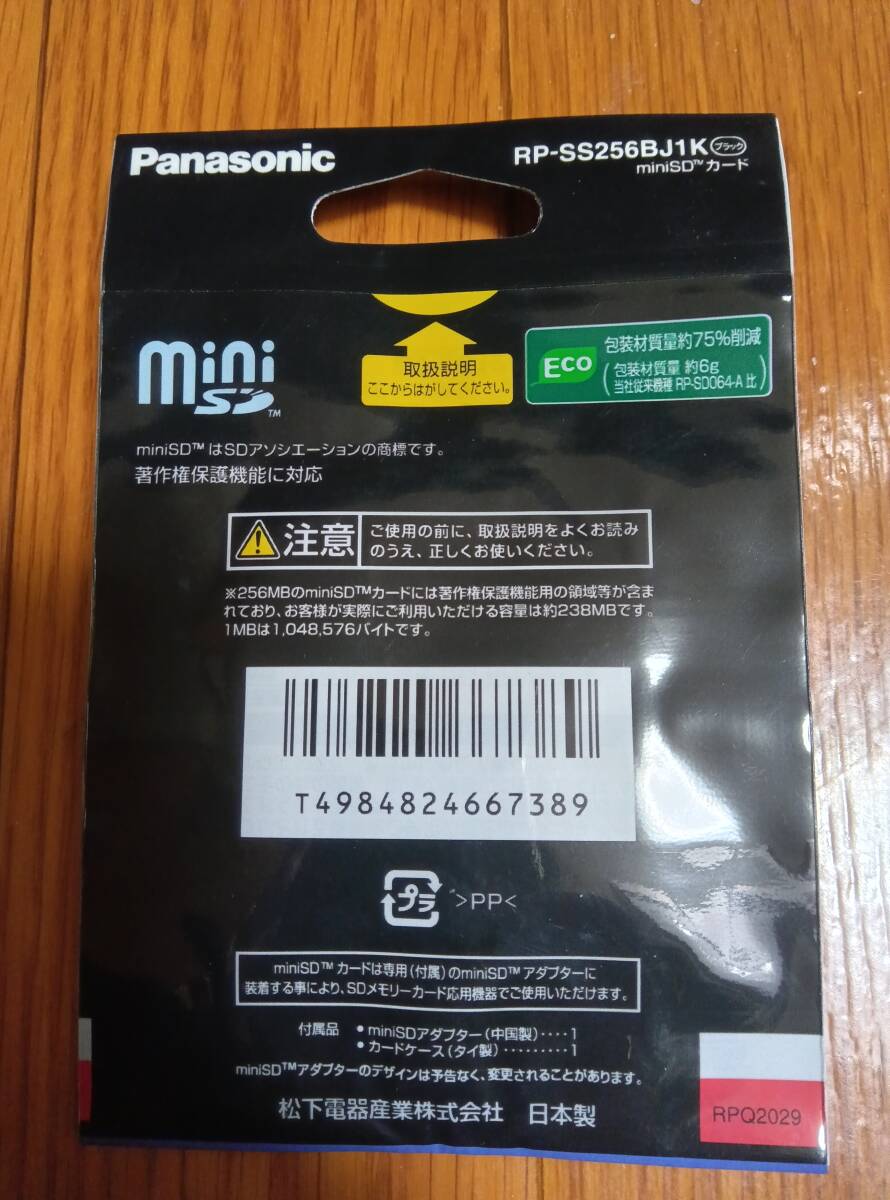 Panasonic
RP-SS256BJ1K ブラック
miniSD™カード
mini
SD™
取扱説明
ここからはがしてください。
Eco
包装材質量約75%削減
(包装材質量 約6g
当社従来機種 RP-SD064-A 比)
miniSD™はSDアソシエーションの商標です。
著作権保護機能に対応
注意
ご使用の前に、取扱説明をよくお読み
のうえ、正しくお使いください。
※256MBのminiSD™カードには著作権保護機能用の領域等が含ま
れており、お客様が実際にご利用いただける容量は約238MBです。
1MBは1,048,576バイトです。
T4984824667389
プラ >PP<
miniSD™ カードは専用(付属)のminiSD™ アダプターに
装着する事により、SDメモリーカード応用機器でご使用いただけます。
付属品 ●miniSDアダプター(中国製)････1
●カードケース(タイ製)･････････1
miniSD™アダプターのデザインは予告なく、変更されることがあります。
松下電器産業株式会社 日本製
RPQ2029